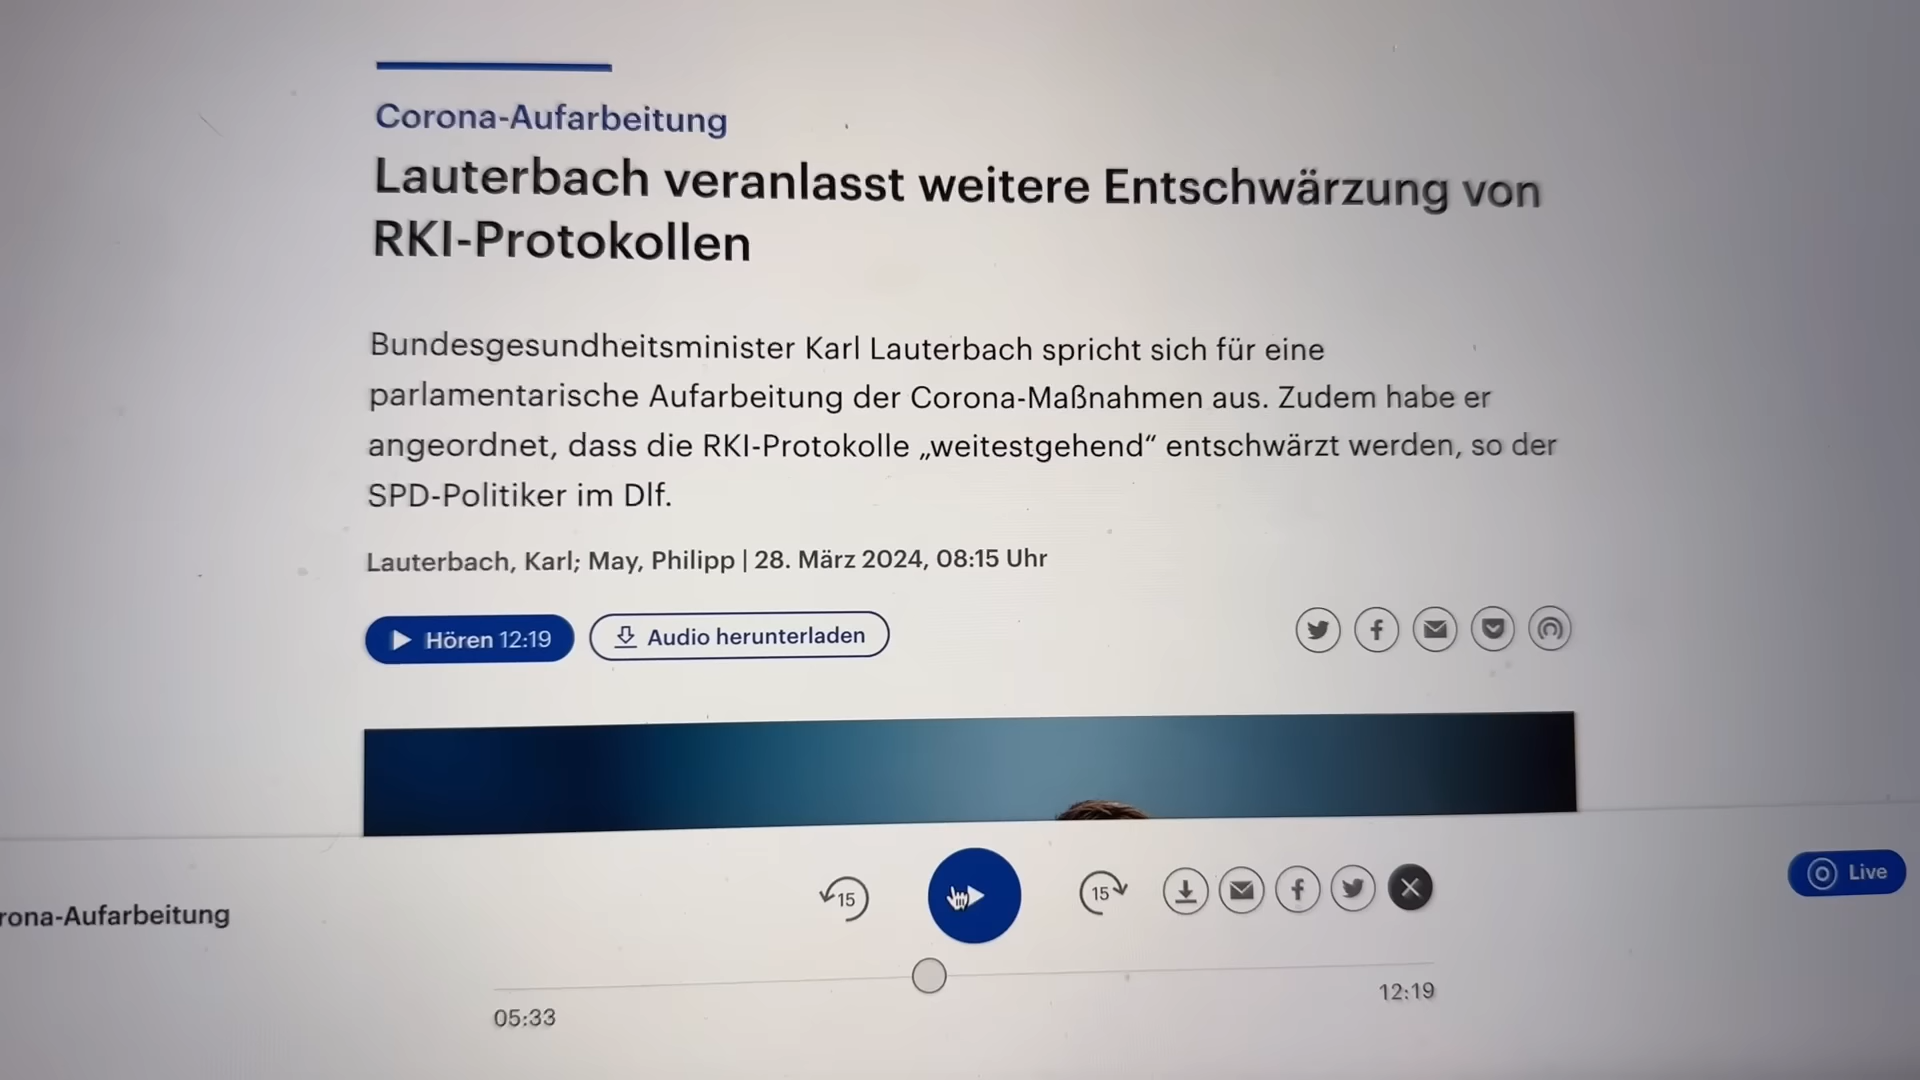 Corona-Aufarbeitung
Lauterbach veranlasst weitere Entschwärzung von
RKI-Protokollen
Bundesgesundheitsminister Karl Lauterbach spricht sich für eine
parlamentarische Aufarbeitung der Corona-Maßnahmen aus. Zudem habe er
angeordnet, dass die RKI-Protokolle „weitestgehend“ entschwärzt werden, so der
SPD-Politiker im Dlf.
Lauterbach, Karl; May, Philipp | 28. März 2024, 08:15 Uhr
Hören 12:19
Audio herunterladen
rona-Aufarbeitung
15
15
Live
05:33
12:19